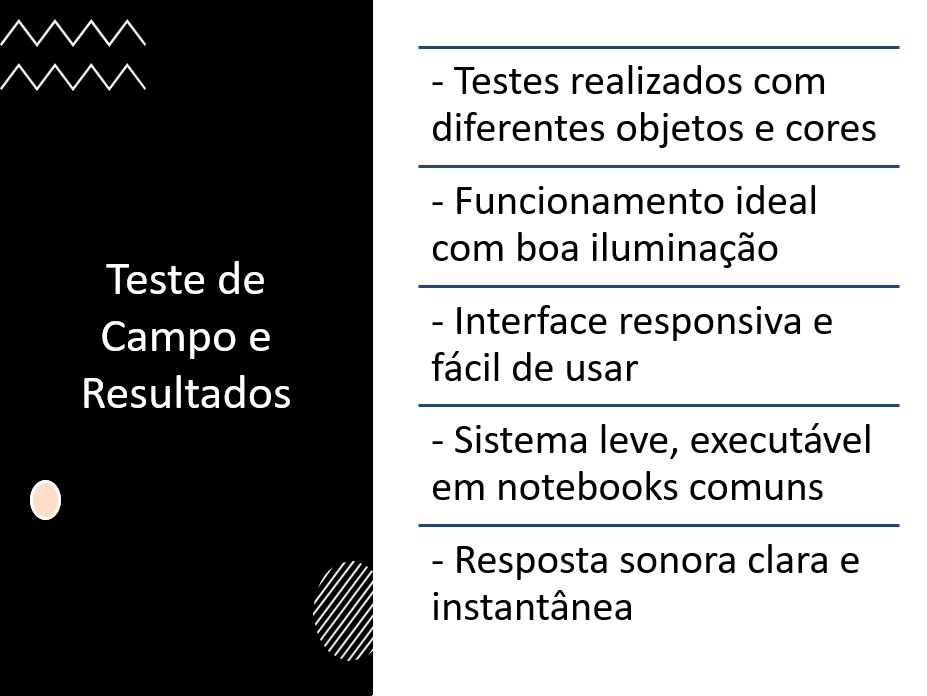 Teste de
Campo e
Resultados
- Testes realizados com
diferentes objetos e cores
- Funcionamento ideal
com boa iluminação
- Interface responsiva e
fácil de usar
- Sistema leve, executável
em notebooks comuns
- Resposta sonora clara e
instantânea